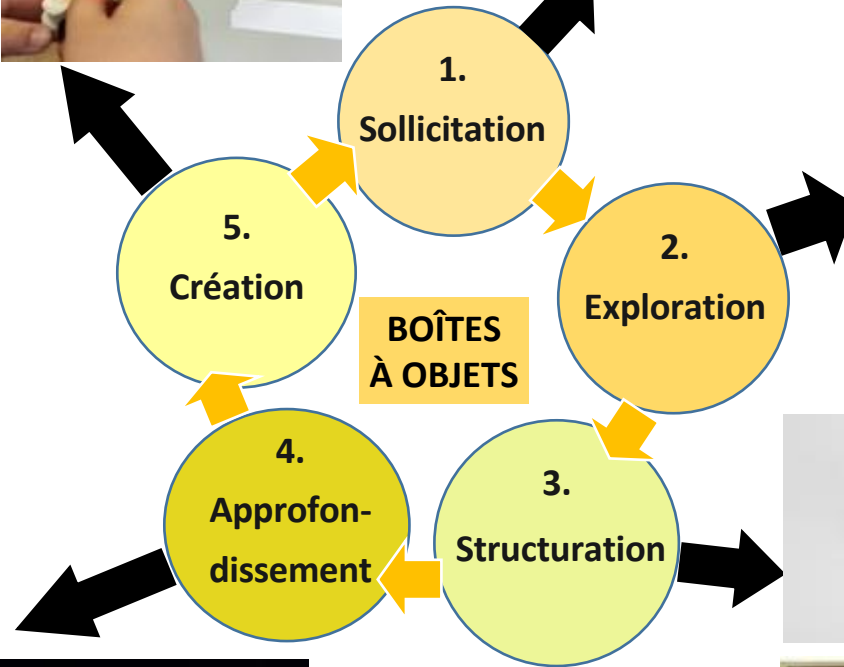 1.
Sollicitation
2.
Exploration
3.
Structuration
4.
Approfon-
dissement
5.
Création
BOÎTES
À OBJETS